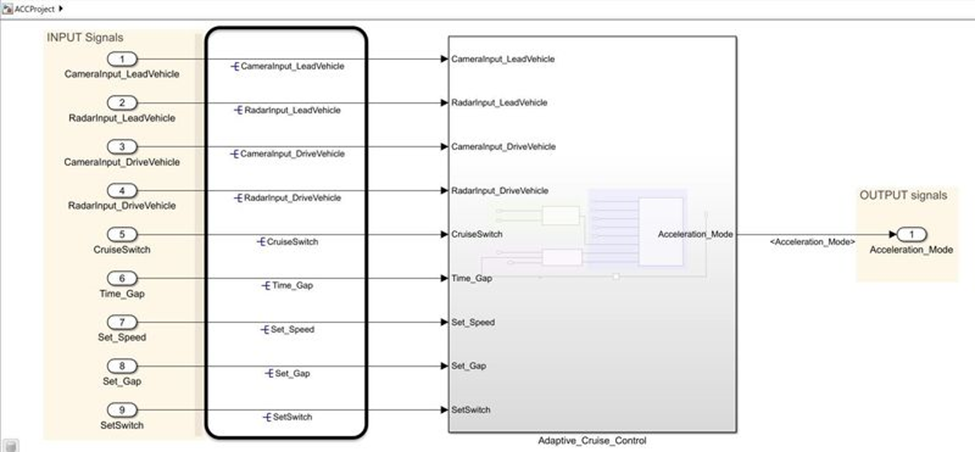 ACCProject
INPUT Signals
1
CameraInput_LeadVehicle
CameraInput_LeadVehicle
CameraInput_LeadVehicle
2
RadarInput_LeadVehicle
RadarInput_LeadVehicle
RadarInput_LeadVehicle
3
CameraInput_DriveVehicle
CameraInput_DriveVehicle
CameraInput_DriveVehicle
4
RadarInput_DriveVehicle
RadarInput_DriveVehicle
RadarInput_DriveVehicle
5
CruiseSwitch
CruiseSwitch
CruiseSwitch
6
Time_Gap
Time_Gap
Time_Gap
7
Set_Speed
Set_Speed
Set_Speed
8
Set_Gap
Set_Gap
Set_Gap
9
SetSwitch
SetSwitch
SetSwitch
Acceleration_Mode
Adaptive_Cruise_Control
<Acceleration_Mode>
OUTPUT signals
1
Acceleration_Mode